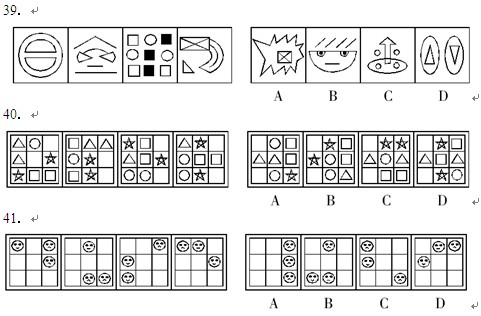 39. ↵
A B C D ↵
40. ↵
A B C D ↵
41. ↵
A B C D ↵